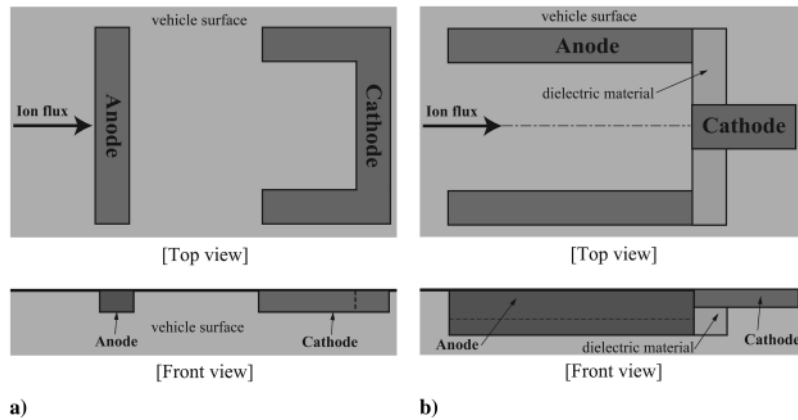 vehicle surface
Ion flux
Anode
Cathode
[Top view]
Anode
vehicle surface
Cathode
[Front view]
a)
vehicle surface
Anode
dielectric material
Ion flux
Cathode
[Top view]
Anode
dielectric material
Cathode
[Front view]
b)